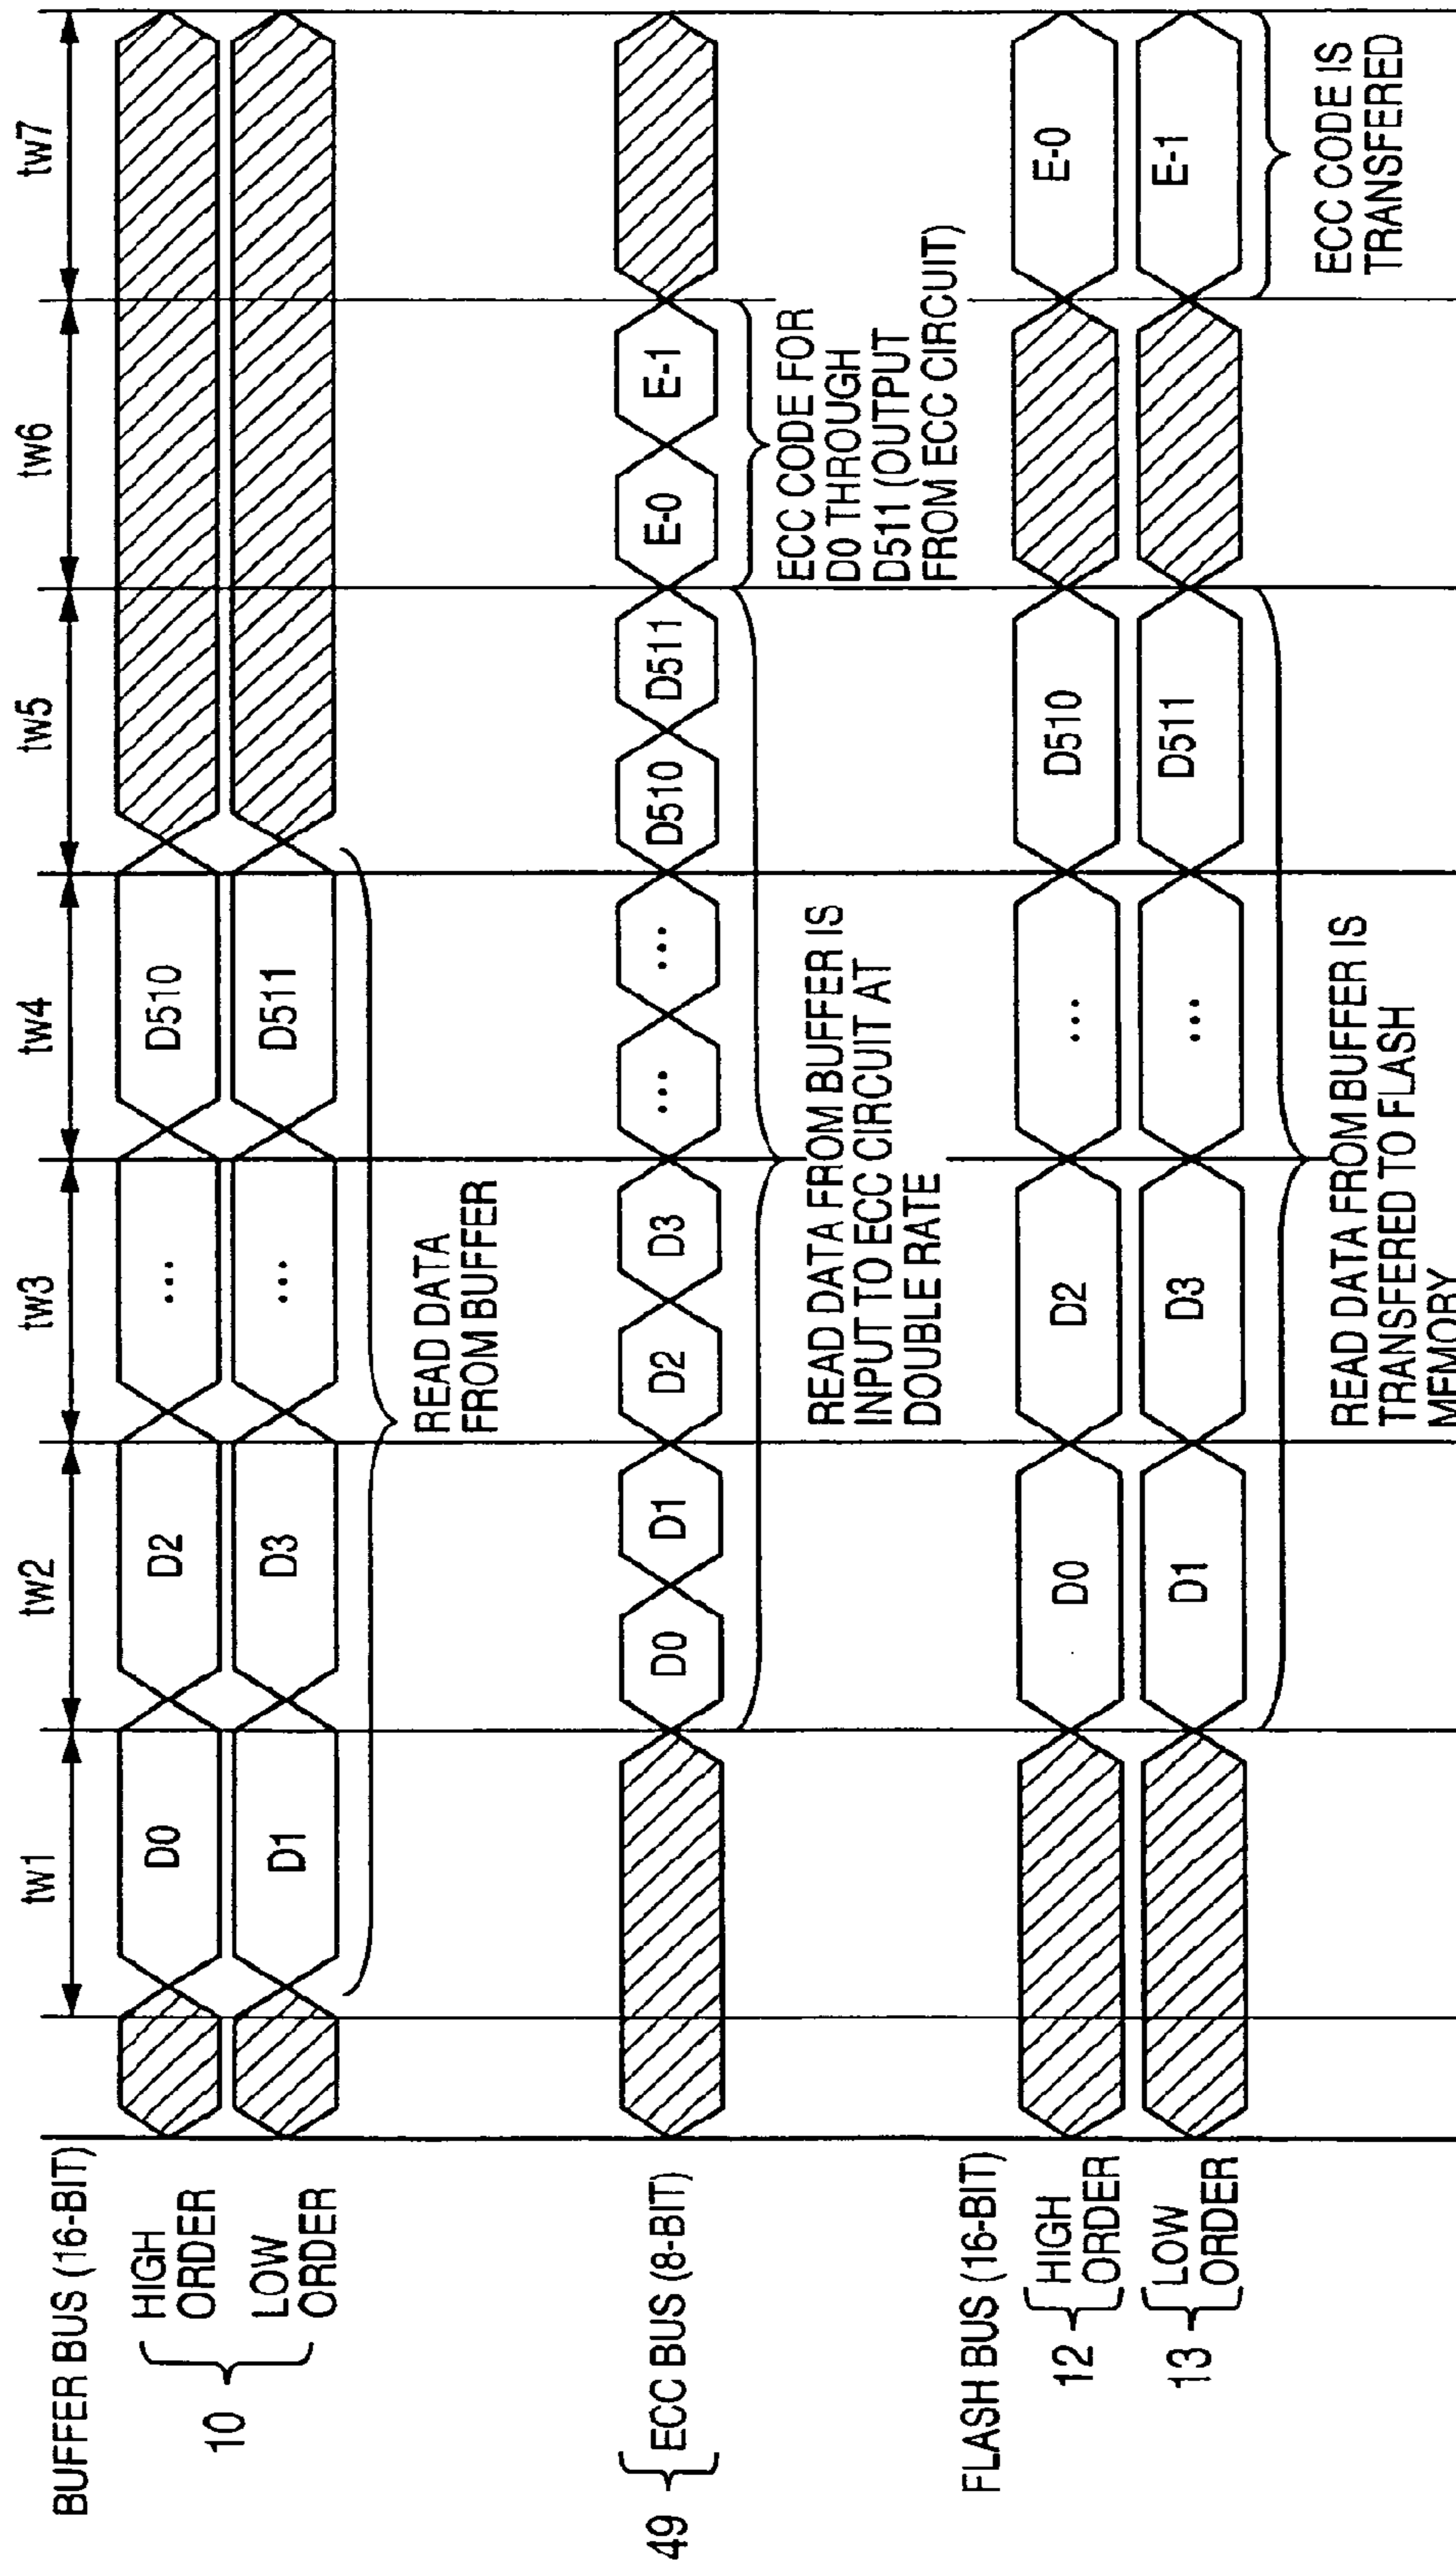 tw1 tw2 tw3 tw4 tw5 tw6 tw7
BUFFER BUS (16-BIT)
10
HIGH
ORDER
D0 D2 ... D510
LOW
ORDER
D1 D3 ... D511
READ DATA
FROM BUFFER
49 ECC BUS (8-BIT)
D0 D1 D2 D3 ... ... D510 D511 E-0 E-1
READ DATA FROM BUFFER IS
INPUT TO ECC CIRCUIT AT
DOUBLE RATE
ECC CODE FOR
D0 THROUGH
D511 (OUTPUT
FROM ECC CIRCUIT)
FLASH BUS (16-BIT)
12
HIGH
ORDER
D0 D2 ... D510 E-0
13
LOW
ORDER
D1 D3 ... D511 E-1
READ DATA FROM BUFFER IS
TRANSFERED TO FLASH
MEMORY
ECC CODE IS
TRANSFERED